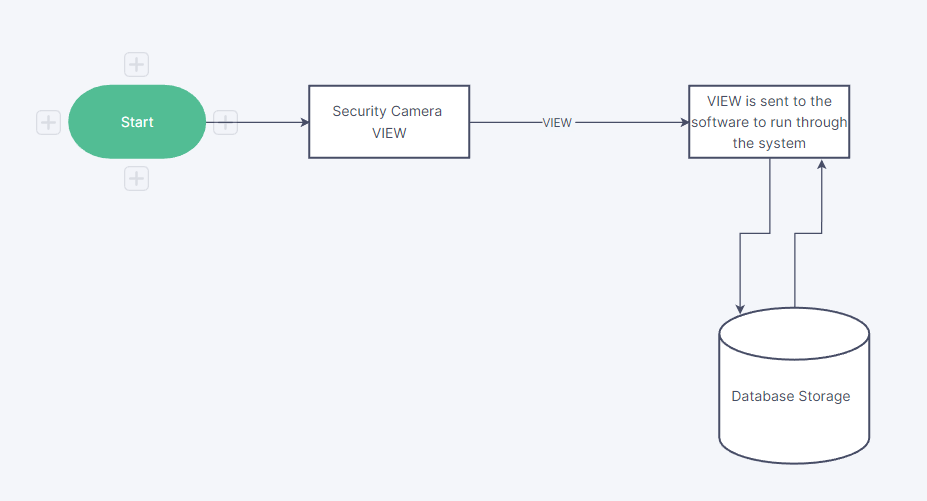 Start
Security Camera
VIEW
VIEW
VIEW is sent to the
software to run through
the system
Database Storage